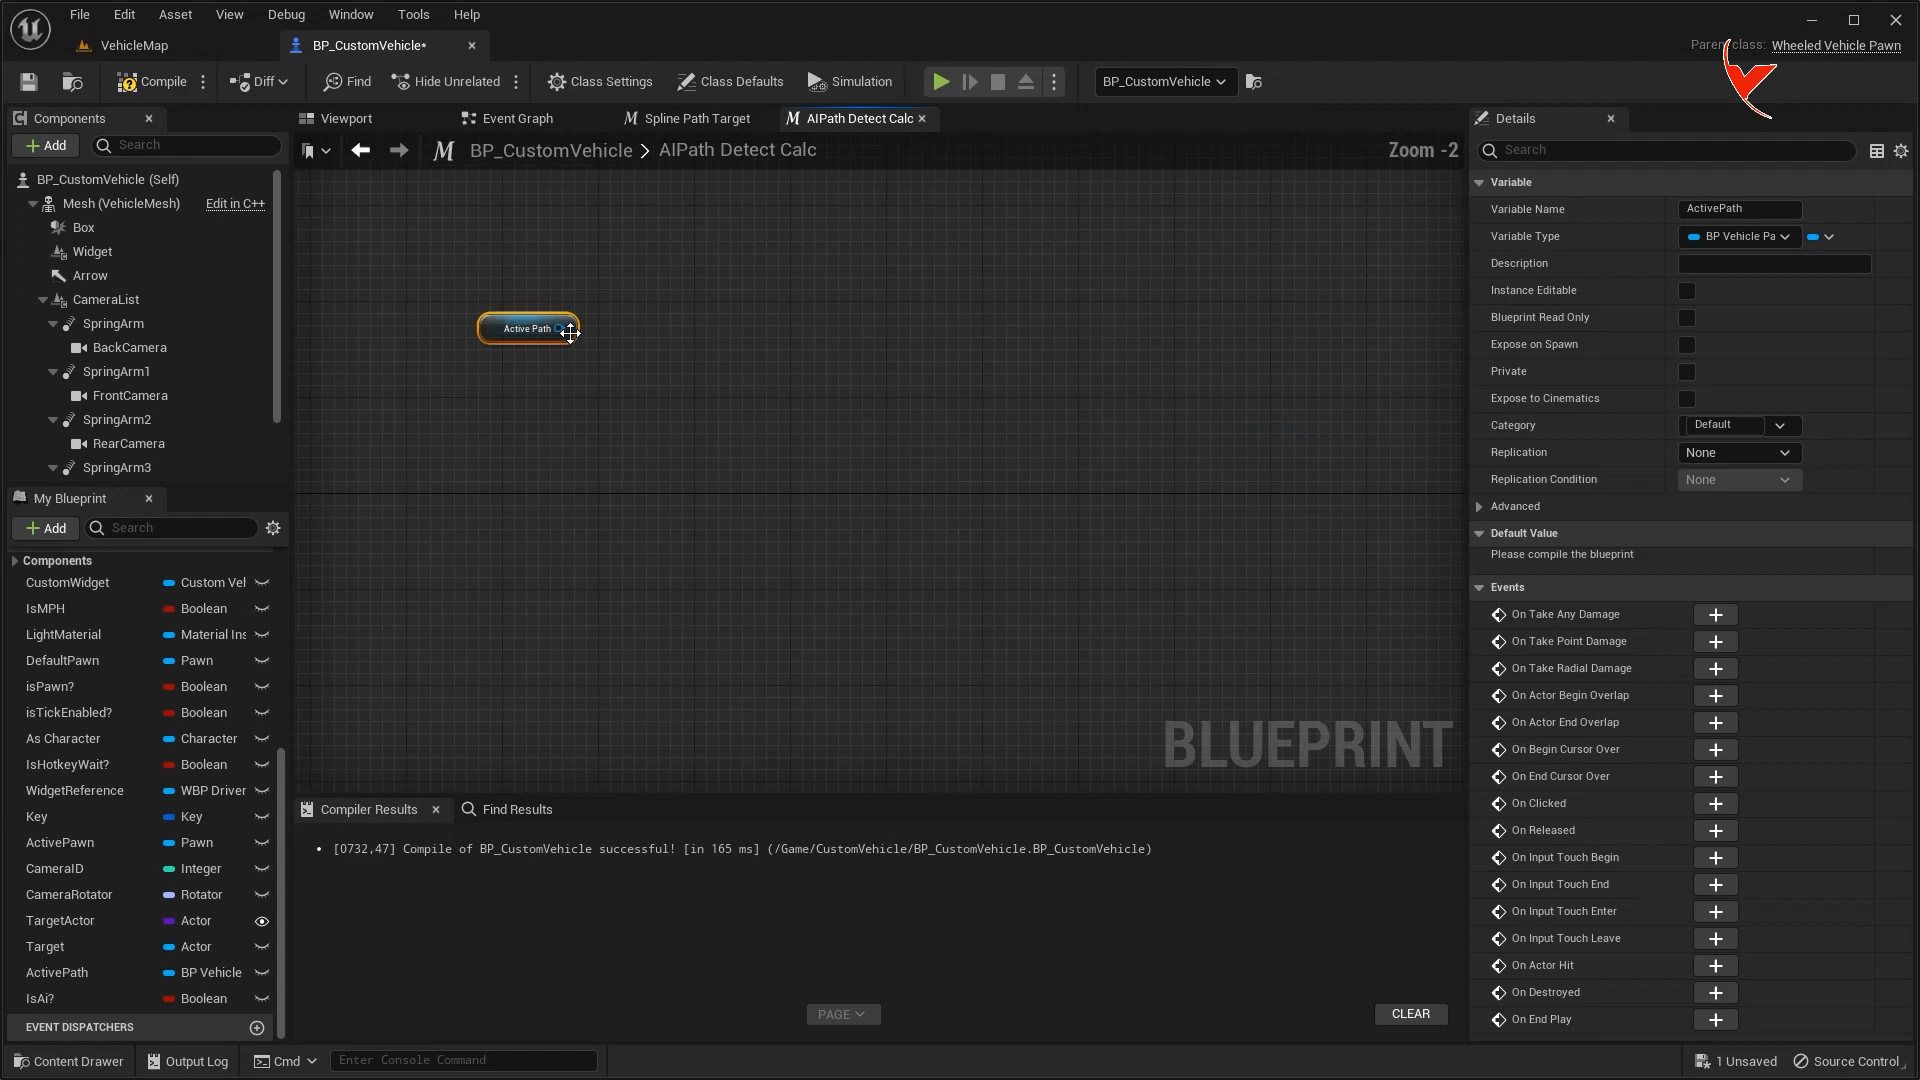 File Edit Asset View Debug Window Tools Help
VehicleMap
BP_CustomVehicle*
Parent class: Wheeled Vehicle Pawn
Compile
Diff
Find
Hide Unrelated
Class Settings
Class Defaults
Simulation
BP_CustomVehicle
Components
Add
Search
BP_CustomVehicle (Self)
Mesh (VehicleMesh) Edit in C++
Box
Widget
Arrow
CameraList
SpringArm
BackCamera
SpringArm1
FrontCamera
SpringArm2
RearCamera
SpringArm3
My Blueprint
Add
Search
Components
CustomWidget Custom Veh
IsMPH Boolean
LightMaterial Material Ins
DefaultPawn Pawn
isPawn? Boolean
isTickEnabled? Boolean
As Character Character
IsHotkeyWait? Boolean
WidgetReference WBP Driver
Key Key
ActivePawn Pawn
CameraID Integer
CameraRotator Rotator
TargetActor Actor
Target Actor
ActivePath BP Vehicle
IsAi? Boolean
EVENT DISPATCHERS
Viewport
Event Graph
Spline Path Target
AIPath Detect Calc
BP_CustomVehicle > AIPath Detect Calc
Zoom -2
Active Path
BLUEPRINT
Compiler Results
Find Results
• [0732,47] Compile of BP_CustomVehicle successful! [in 165 ms] (/Game/CustomVehicle/BP_CustomVehicle.BP_CustomVehicle)
PAGE
CLEAR
Details
Search
Variable
Variable Name ActivePath
Variable Type BP Vehicle Pa
Description
Instance Editable
Blueprint Read Only
Expose on Spawn
Private
Expose to Cinematics
Category Default
Replication None
Replication Condition None
Advanced
Default Value
Please compile the blueprint
Events
On Take Any Damage
On Take Point Damage
On Take Radial Damage
On Actor Begin Overlap
On Actor End Overlap
On Begin Cursor Over
On End Cursor Over
On Clicked
On Released
On Input Touch Begin
On Input Touch End
On Input Touch Enter
On Input Touch Leave
On Actor Hit
On Destroyed
On End Play
Content Drawer
Output Log
Cmd
Enter Console Command
1 Unsaved
Source Control